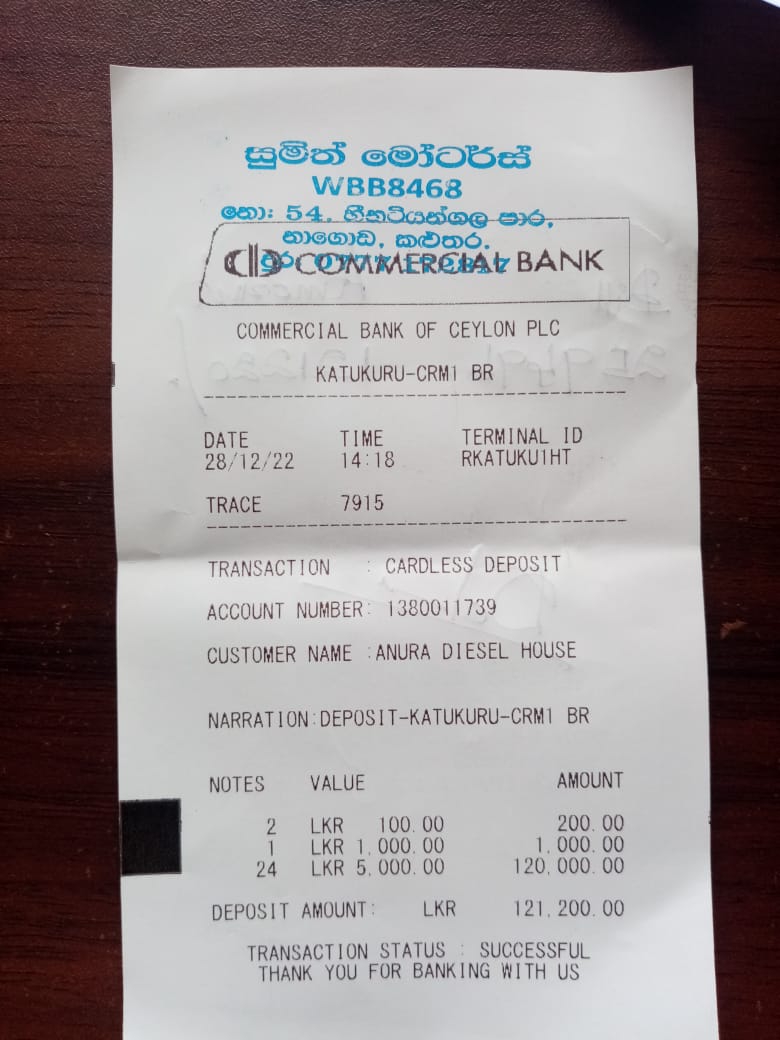 සුමිත් මෝටර්ස්
WBB8468
නො: 54, හීනටියන්ගල පාර,
නාගොඩ, කළුතර.
COMMERCIAL BANK
COMMERCIAL BANK OF CEYLON PLC
KATUKURU-CRM1 BR
DATE TIME TERMINAL ID
28/12/22 14:18 RKATUKU1HT
TRACE 7915
TRANSACTION : CARDLESS DEPOSIT
ACCOUNT NUMBER: 1380011739
CUSTOMER NAME :ANURA DIESEL HOUSE
NARRATION:DEPOSIT-KATUKURU-CRM1 BR
NOTES VALUE AMOUNT
2 LKR 100.00 200.00
1 LKR 1,000.00 1,000.00
24 LKR 5,000.00 120,000.00
DEPOSIT AMOUNT: LKR 121,200.00
TRANSACTION STATUS : SUCCESSFUL
THANK YOU FOR BANKING WITH US